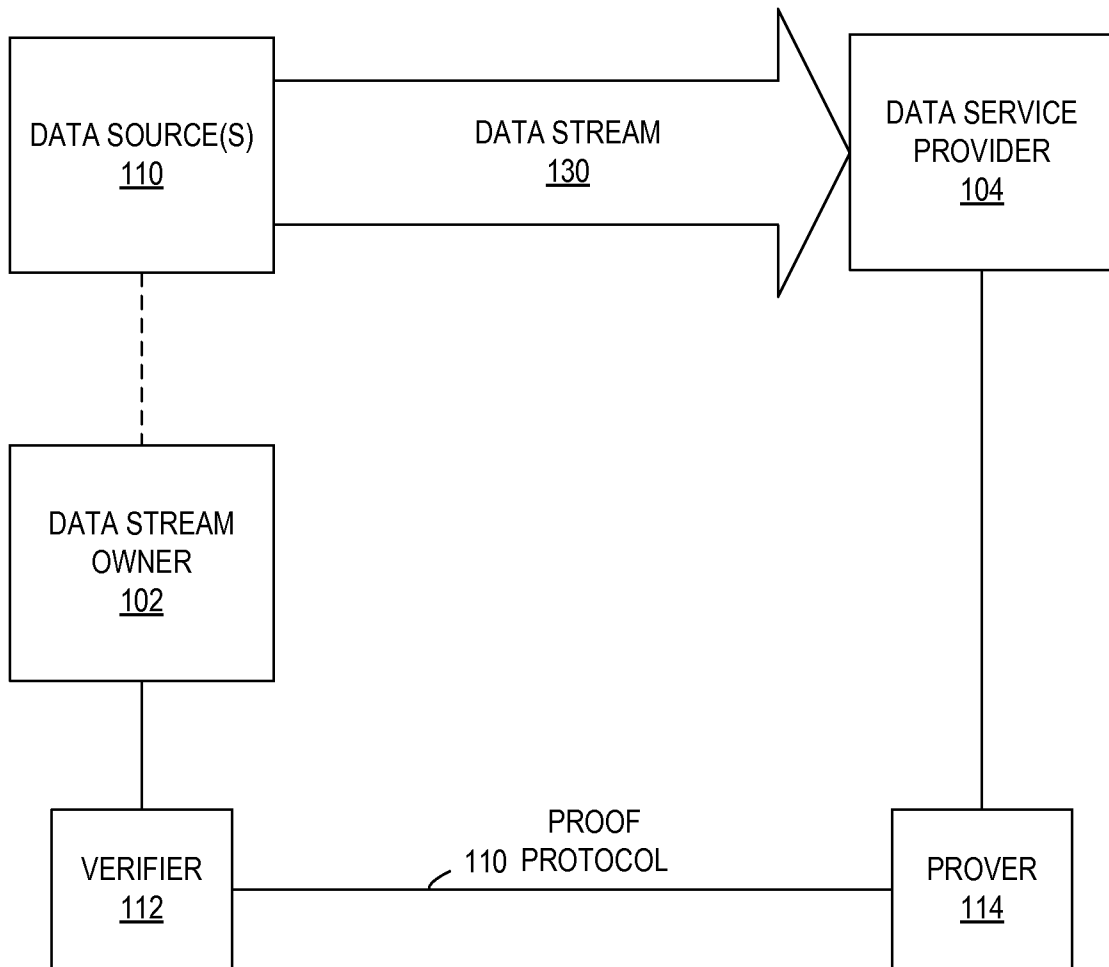 DATA SOURCE(S)
110
DATA STREAM
130
DATA SERVICE
PROVIDER
104
DATA STREAM
OWNER
102
VERIFIER
112
PROOF
110 PROTOCOL
PROVER
114